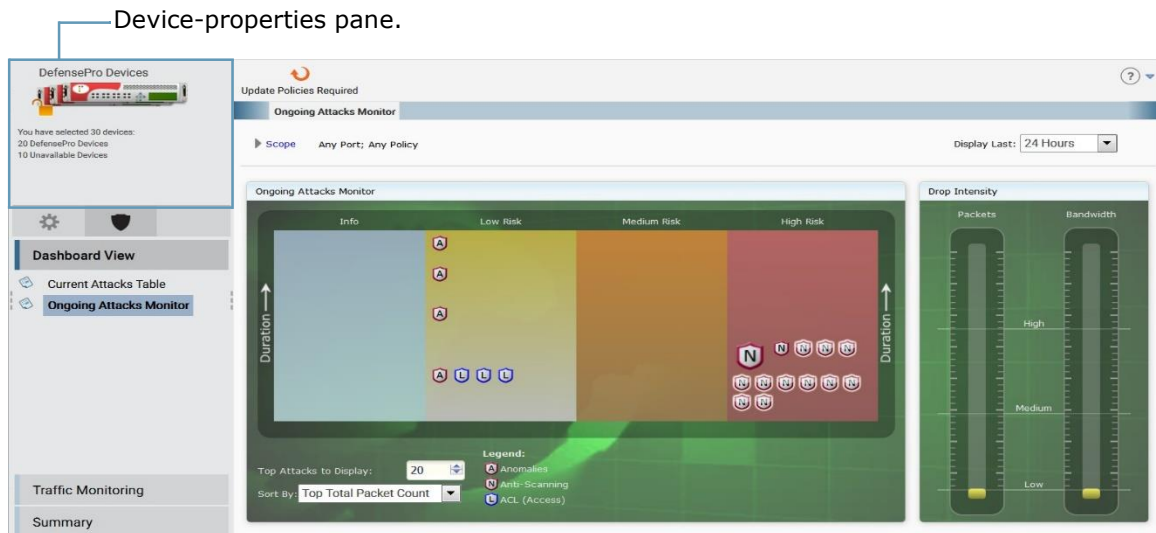 Device-properties pane.
DefensePro Devices
You have selected 30 devices:
20 DefensePro Devices
10 Unavailable Devices
Dashboard View
Current Attacks Table
Ongoing Attacks Monitor
Traffic Monitoring
Summary
Update Policies Required
?
Ongoing Attacks Monitor
Scope Any Port; Any Policy
Display Last: 24 Hours
Ongoing Attacks Monitor
Info Low Risk Medium Risk High Risk
Duration
A
A
A
A L L L
N N N N N
N N N N N N
N N
Duration
Top Attacks to Display: 20
Sort By: Top Total Packet Count
Legend:
A Anomalies
N Anti-Scanning
L ACL (Access)
Drop Intensity
Packets Bandwidth
High
Medium
Low